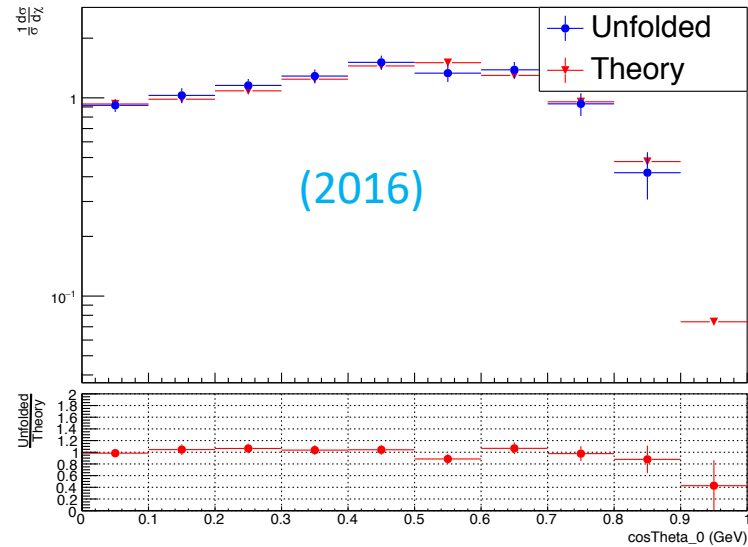 1 dσ
σ dχ
Unfolded
Theory
1
(2016)
10⁻¹
Unfolded
Theory
2
1.8
1.6
1.4
1.2
1
0.8
0.6
0.4
0.2
0
0 0.1 0.2 0.3 0.4 0.5 0.6 0.7 0.8 0.9 1
cosTheta_0 (GeV)